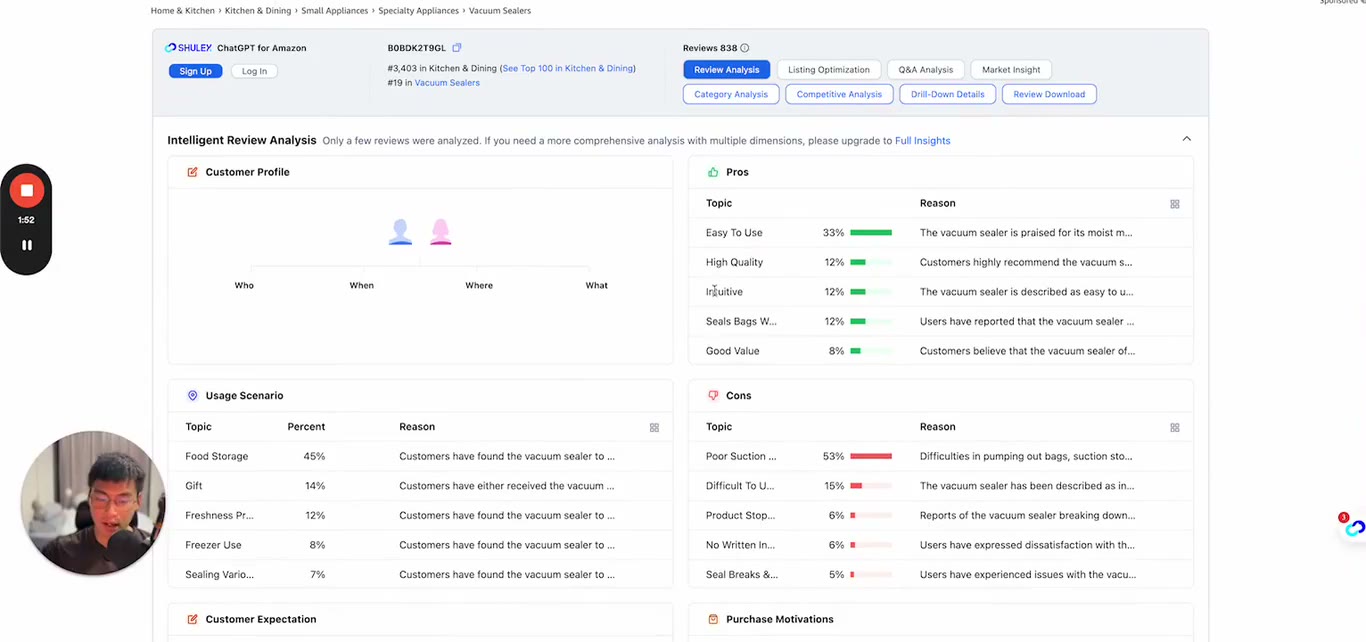 Sponsored
Home & Kitchen › Kitchen & Dining › Small Appliances › Specialty Appliances › Vacuum Sealers
SHULEX ChatGPT for Amazon
Sign Up Log In
B0BDK2T9GL
#3,403 in Kitchen & Dining (See Top 100 in Kitchen & Dining)
#19 in Vacuum Sealers
Reviews 838
Review Analysis Listing Optimization Q&A Analysis Market Insight
Category Analysis Competitive Analysis Drill-Down Details Review Download
Intelligent Review Analysis Only a few reviews were analyzed. If you need a more comprehensive analysis with multiple dimensions, please upgrade to Full Insights
1:52
Customer Profile
Who When Where What
Pros
Topic Reason
Easy To Use 33% The vacuum sealer is praised for its moist m...
High Quality 12% Customers highly recommend the vacuum s...
Intuitive 12% The vacuum sealer is described as easy to u...
Seals Bags W... 12% Users have reported that the vacuum sealer ...
Good Value 8% Customers believe that the vacuum sealer of...
Usage Scenario
Topic Percent Reason
Food Storage 45% Customers have found the vacuum sealer to ...
Gift 14% Customers have either received the vacuum ...
Freshness Pr... 12% Customers have found the vacuum sealer to ...
Freezer Use 8% Customers have found the vacuum sealer to ...
Sealing Vario... 7% Customers have found the vacuum sealer to ...
Cons
Topic Reason
Poor Suction ... 53% Difficulties in pumping out bags, suction sto...
Difficult To U... 15% The vacuum sealer has been described as in...
Product Stop... 6% Reports of the vacuum sealer breaking down...
No Written In... 6% Users have expressed dissatisfaction with th...
Seal Breaks &... 5% Users have experienced issues with the vacu...
3
Customer Expectation
Purchase Motivations